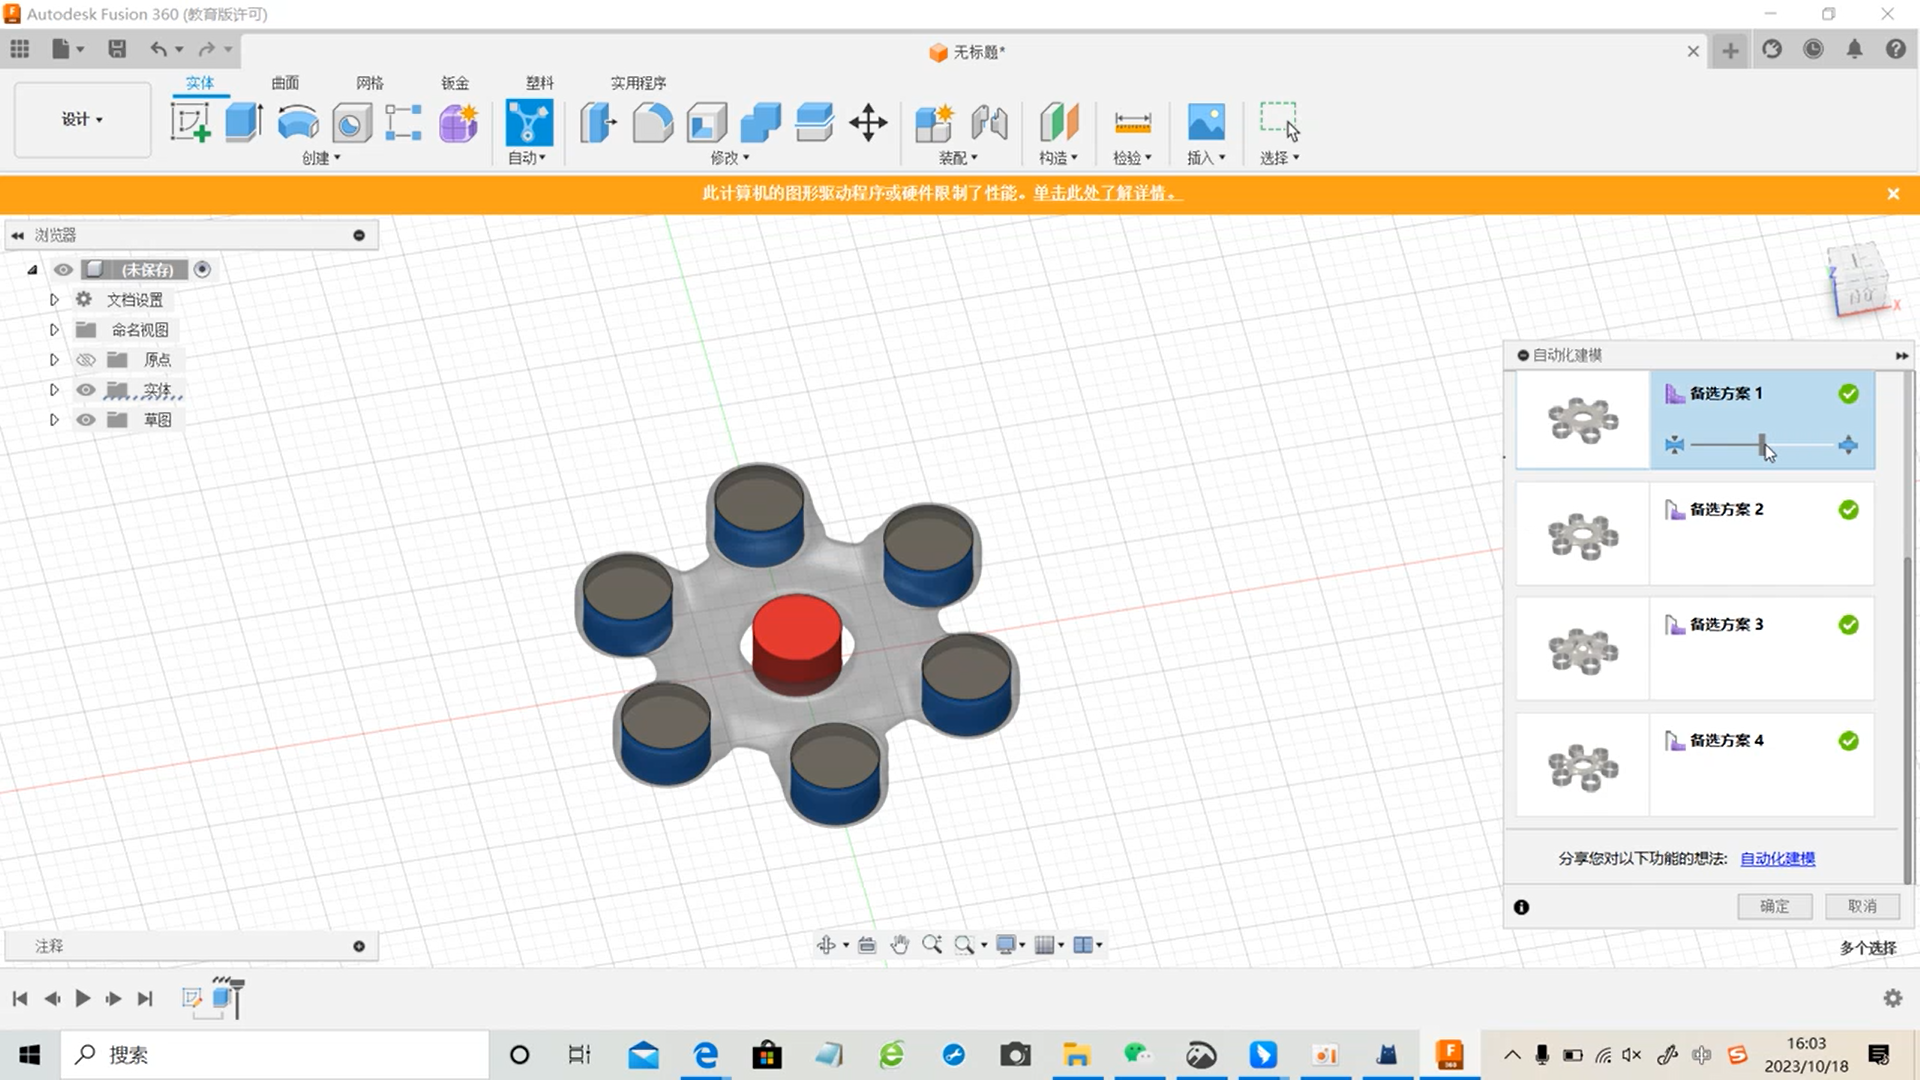 Autodesk Fusion 360 (教育版许可)
无标题*
设计
实体
曲面
网格
钣金
塑料
实用程序
创建
自动
修改
装配
构造
检验
插入
选择
此计算机的图形驱动程序或硬件限制了性能。单击此处了解详情。
浏览器
(未保存)
文档设置
命名视图
原点
实体
草图
Z
X
自动化建模
备选方案 1
备选方案 2
备选方案 3
备选方案 4
分享您对以下功能的想法: 自动化建模
确定
取消
注释
多个选择
搜索
中
16:03
2023/10/18